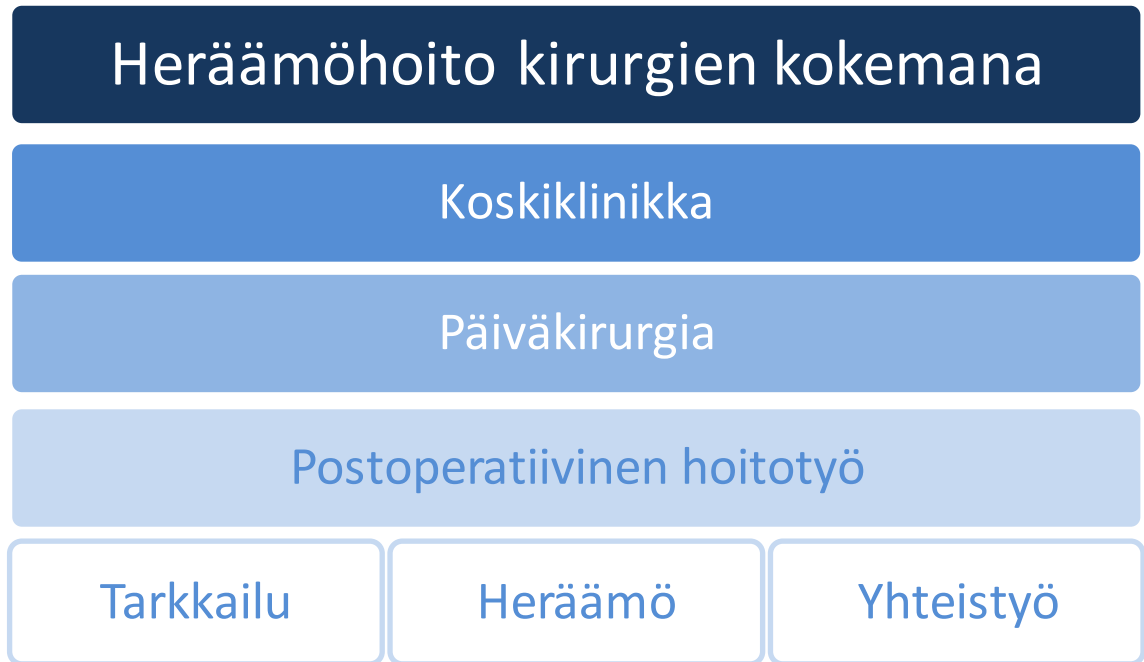 Heräämöhoito kirurgien kokemana
Koskiklinikka
Päiväkirurgia
Postoperatiivinen hoitotyö
Tarkkailu
Heräämö
Yhteistyö